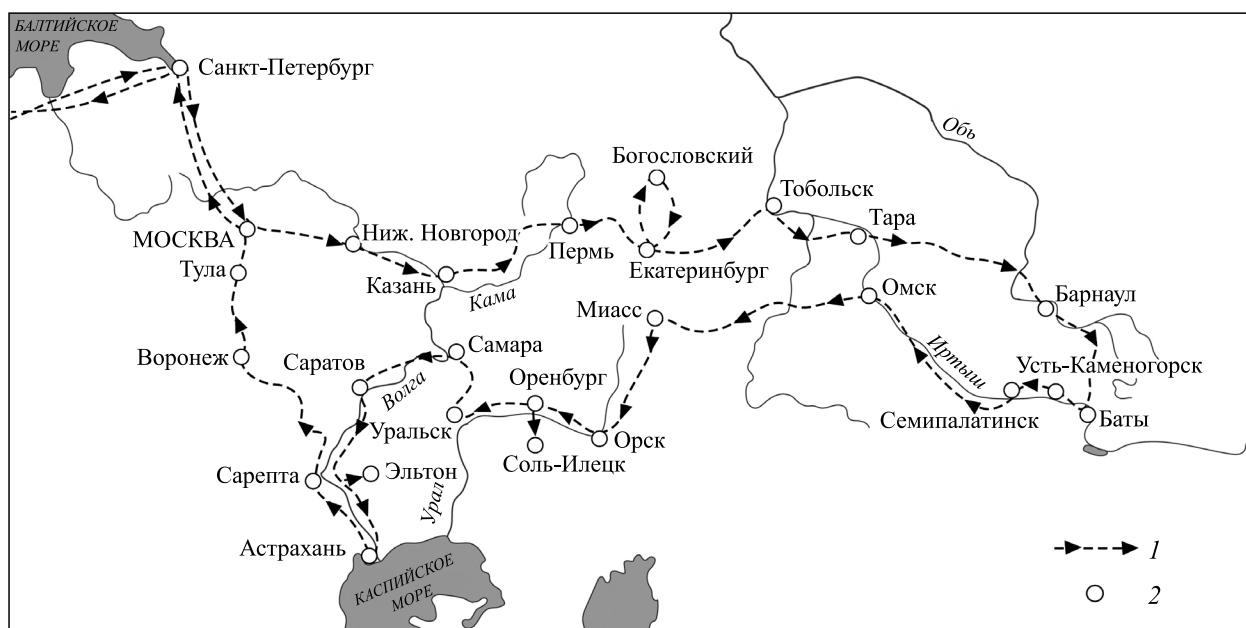 БАЛТИЙСКОЕ
МОРЕ
Санкт-Петербург
Обь
Богословский
Тобольск
Тара
МОСКВА
Ниж. Новгород
Пермь
Екатеринбург
Тула
Казань
Кама
Миасс
Омск
Барнаул
Воронеж
Саратов
Самара
Волга
Оренбург
Иртыш
Усть-Каменогорск
Уральск
Орск
Семипалатинск
Баты
Соль-Илецк
Сарепта
Эльтон
Урал
Астрахань
КАСПИЙСКОЕ
МОРЕ
1
2